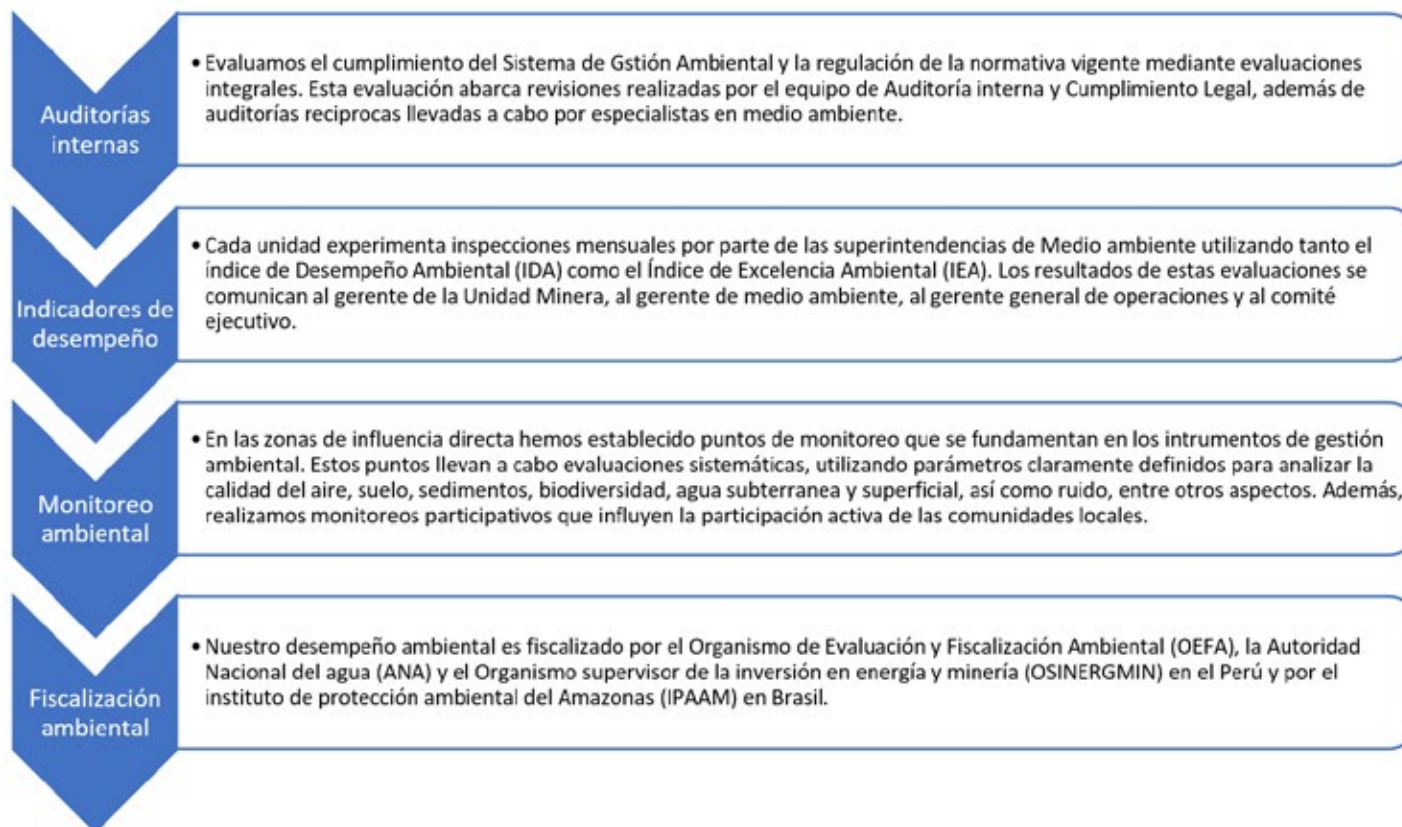 Auditorías
internas
• Evaluamos el cumplimiento del Sistema de Gstión Ambiental y la regulación de la normativa vigente mediante evaluaciones
integrales. Esta evaluación abarca revisiones realizadas por el equipo de Auditoría interna y Cumplimiento Legal, además de
auditorías reciprocas llevadas a cabo por especialistas en medio ambiente.
Indicadores de
desempeño
• Cada unidad experimenta inspecciones mensuales por parte de las superintendencias de Medio ambiente utilizando tanto el
índice de Desempeño Ambiental (IDA) como el Índice de Excelencia Ambiental (IEA). Los resultados de estas evaluaciones se
comunican al gerente de la Unidad Minera, al gerente de medio ambiente, al gerente general de operaciones y al comité
ejecutivo.
Monitoreo
ambiental
• En las zonas de influencia directa hemos establecido puntos de monitoreo que se fundamentan en los intrumentos de gestión
ambiental. Estos puntos llevan a cabo evaluaciones sistemáticas, utilizando parámetros claramente definidos para analizar la
calidad del aire, suelo, sedimentos, biodiversidad, agua subterranea y superficial, así como ruido, entre otros aspectos. Además,
realizamos monitoreos participativos que influyen la participación activa de las comunidades locales.
Fiscalización
ambiental
• Nuestro desempeño ambiental es fiscalizado por el Organismo de Evaluación y Fiscalización Ambiental (OEFA), la Autoridad
Nacional del agua (ANA) y el Organismo supervisor de la inversión en energía y minería (OSINERGMIN) en el Perú y por el
instituto de protección ambiental del Amazonas (IPAAM) en Brasil.